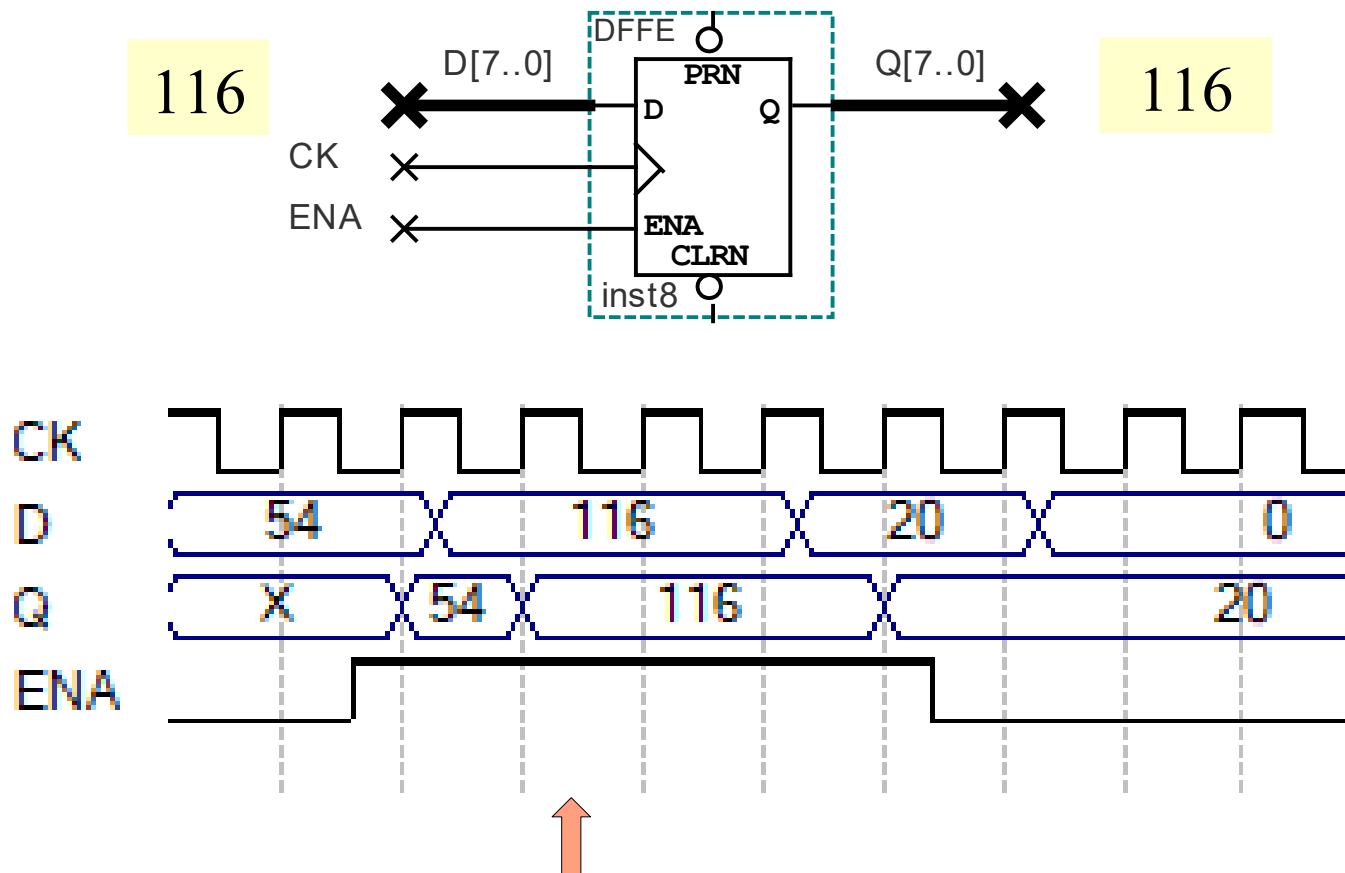 DFFE
116 D[7..0] PRN Q[7..0] 116
D Q
CK
ENA ENA
CLRN
inst8
CK
D 54 116 20 0
Q X 54 116 20
ENA